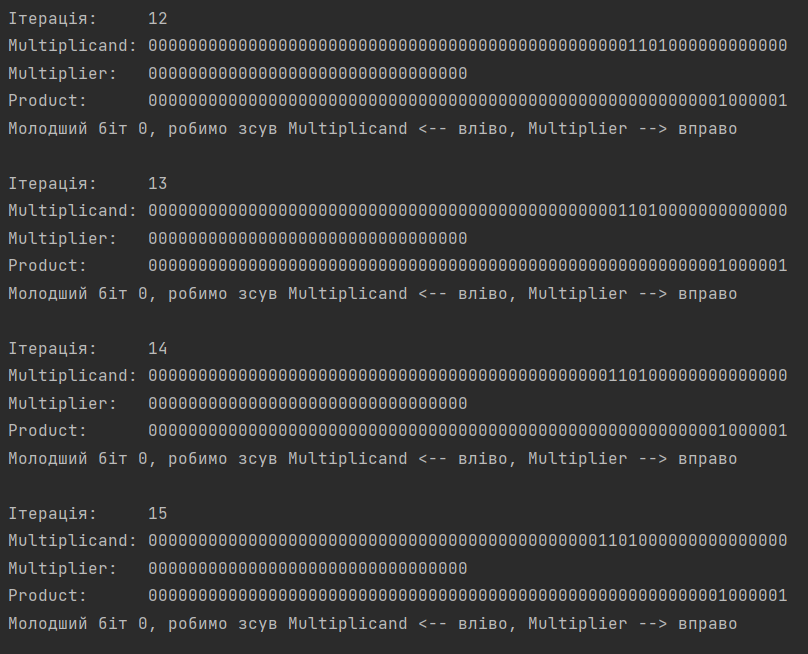 Ітерація:     12
Multiplicand: 0000000000000000000000000000000000000000000000001101000000000000
Multiplier:   00000000000000000000000000000000
Product:      0000000000000000000000000000000000000000000000000000000001000001
Молодший біт 0, робимо зсув Multiplicand <-- вліво, Multiplier --> вправо
Ітерація:     13
Multiplicand: 0000000000000000000000000000000000000000000000011010000000000000
Multiplier:   00000000000000000000000000000000
Product:      0000000000000000000000000000000000000000000000000000000001000001
Молодший біт 0, робимо зсув Multiplicand <-- вліво, Multiplier --> вправо
Ітерація:     14
Multiplicand: 0000000000000000000000000000000000000000000000110100000000000000
Multiplier:   00000000000000000000000000000000
Product:      0000000000000000000000000000000000000000000000000000000001000001
Молодший біт 0, робимо зсув Multiplicand <-- вліво, Multiplier --> вправо
Ітерація:     15
Multiplicand: 0000000000000000000000000000000000000000000001101000000000000000
Multiplier:   00000000000000000000000000000000
Product:      0000000000000000000000000000000000000000000000000000000001000001
Молодший біт 0, робимо зсув Multiplicand <-- вліво, Multiplier --> вправо